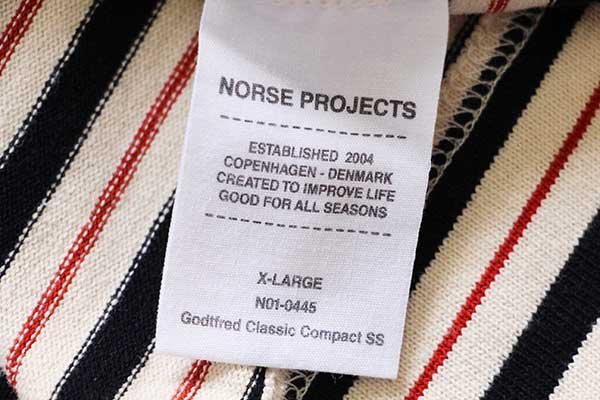 NORSE PROJECTS
ESTABLISHED 2004
COPENHAGEN - DENMARK
CREATED TO IMPROVE LIFE
GOOD FOR ALL SEASONS
X-LARGE
N01-0445
Godtfred Classic Compact SS